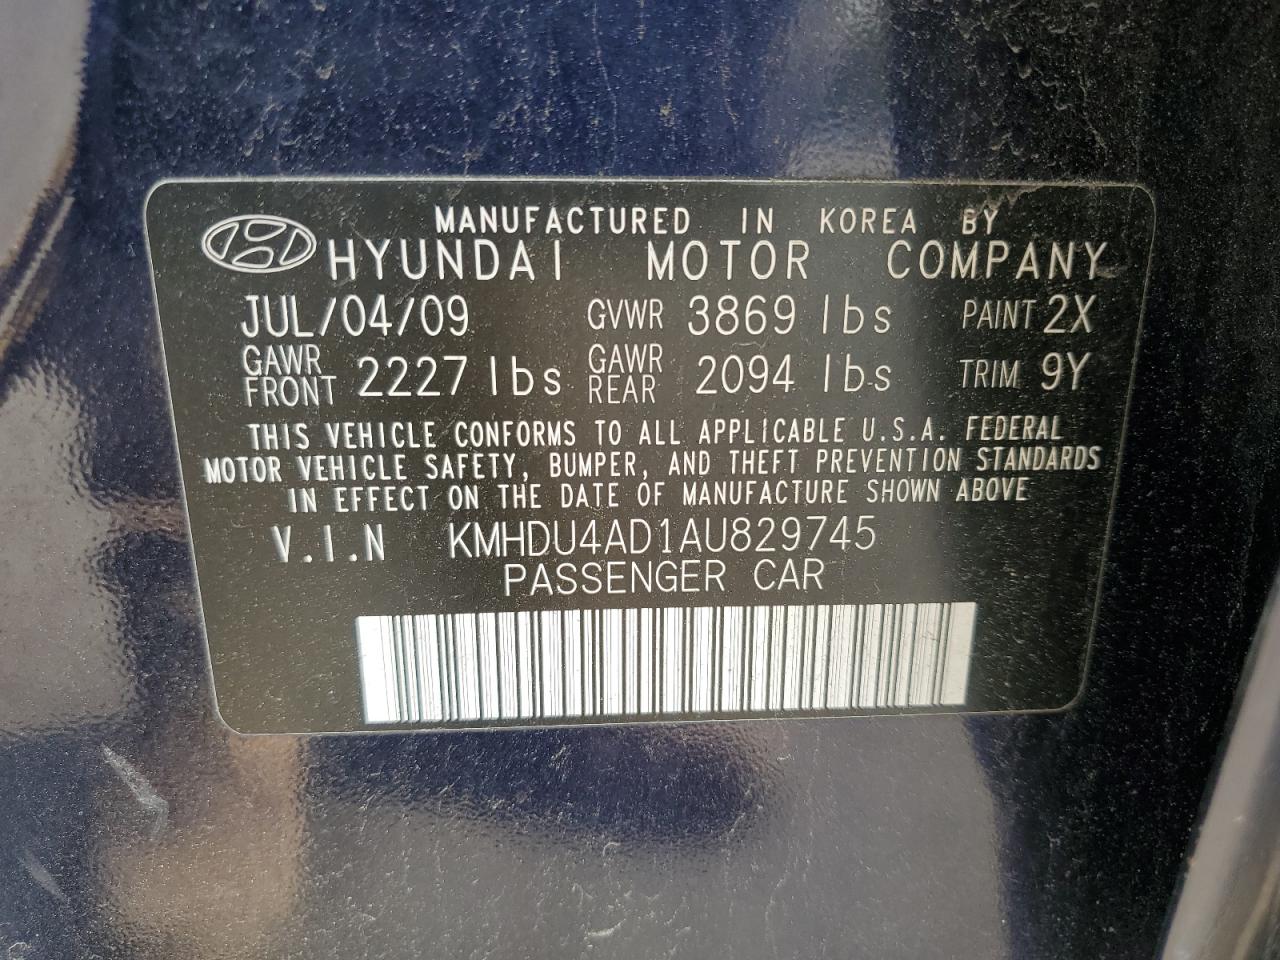 MANUFACTURED IN KOREA BY
HYUNDAI MOTOR COMPANY
JUL/04/09 GVWR 3869 lbs PAINT 2X
GAWR FRONT 2227 lbs GAWR REAR 2094 lbs TRIM 9Y
THIS VEHICLE CONFORMS TO ALL APPLICABLE U.S.A. FEDERAL
MOTOR VEHICLE SAFETY, BUMPER, AND THEFT PREVENTION STANDARDS
IN EFFECT ON THE DATE OF MANUFACTURE SHOWN ABOVE
V.I.N KMHDU4AD1AU829745
PASSENGER CAR